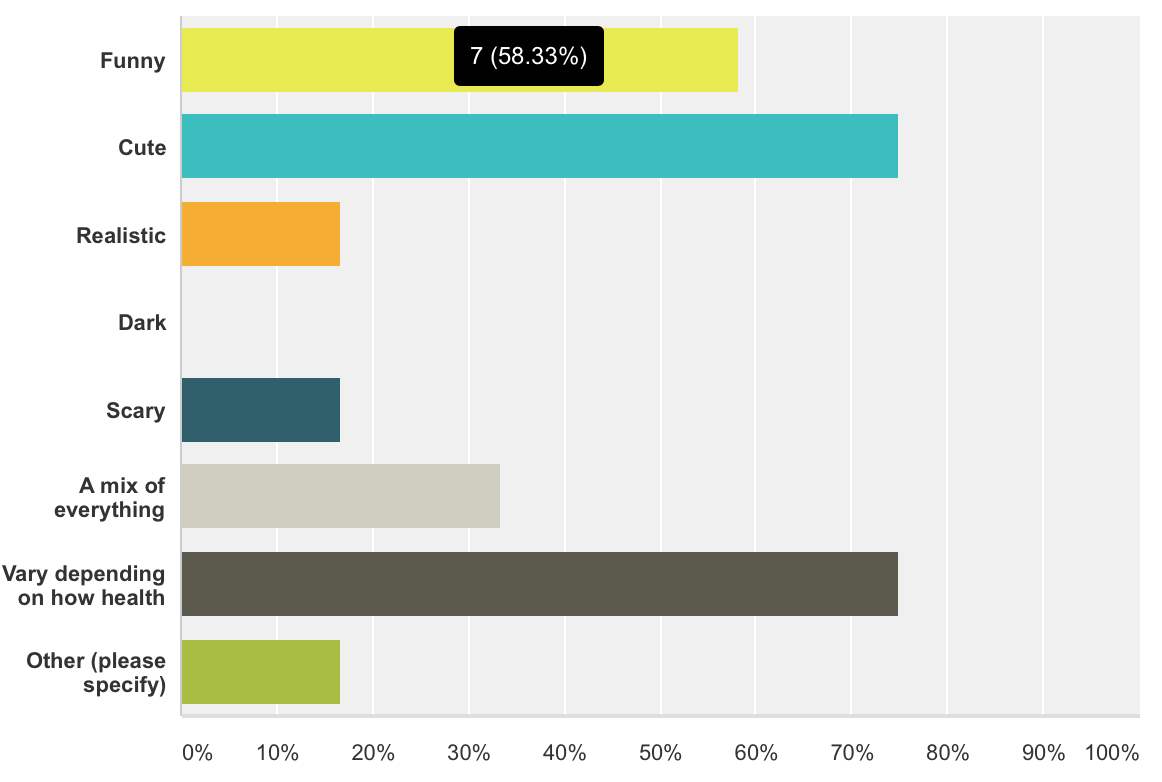 Funny
7 (58.33%)
Cute
Realistic
Dark
Scary
A mix of
everything
Vary depending
on how health
Other (please
specify)
0% 10% 20% 30% 40% 50% 60% 70% 80% 90% 100%